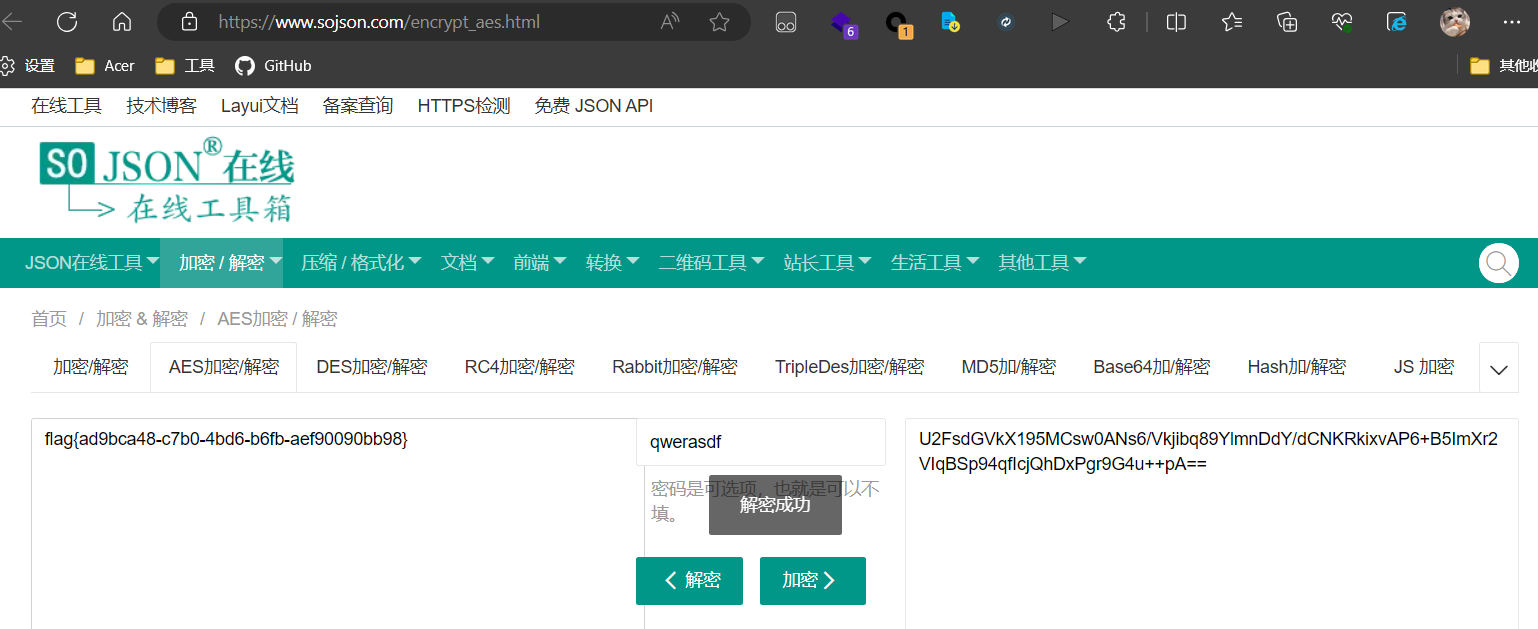 https://www.sojson.com/encrypt_aes.html
6
1
设置 Acer 工具 GitHub 其他收
在线工具 技术博客 Layui文档 备案查询 HTTPS检测 免费 JSON API
SO JSON®在线
在线工具箱
JSON在线工具 加密 / 解密 压缩 / 格式化 文档 前端 转换 二维码工具 站长工具 生活工具 其他工具
首页 / 加密 & 解密 / AES加密 / 解密
加密/解密 AES加密/解密 DES加密/解密 RC4加密/解密 Rabbit加密/解密 TripleDes加密/解密 MD5加/解密 Base64加/解密 Hash加/解密 JS 加密
flag{ad9bca48-c7b0-4bd6-b6fb-aef90090bb98}
qwerasdf
U2FsdGVkX195MCsw0ANs6/Vkjibq89YlmnDdY/dCNKRkixvAP6+B5ImXr2
VIqBSp94qfIcjQhDxPgr9G4u++pA==
密码是可选项，也就是可以不
填。
解密成功
解密 加密